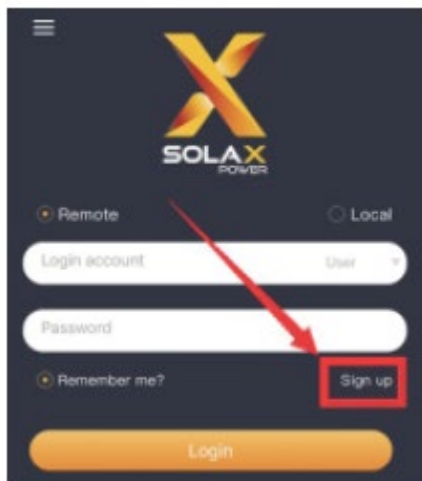 SOLAX
POWER
Remote
Local
Login account
User
Password
Remember me?
Sign up
Login